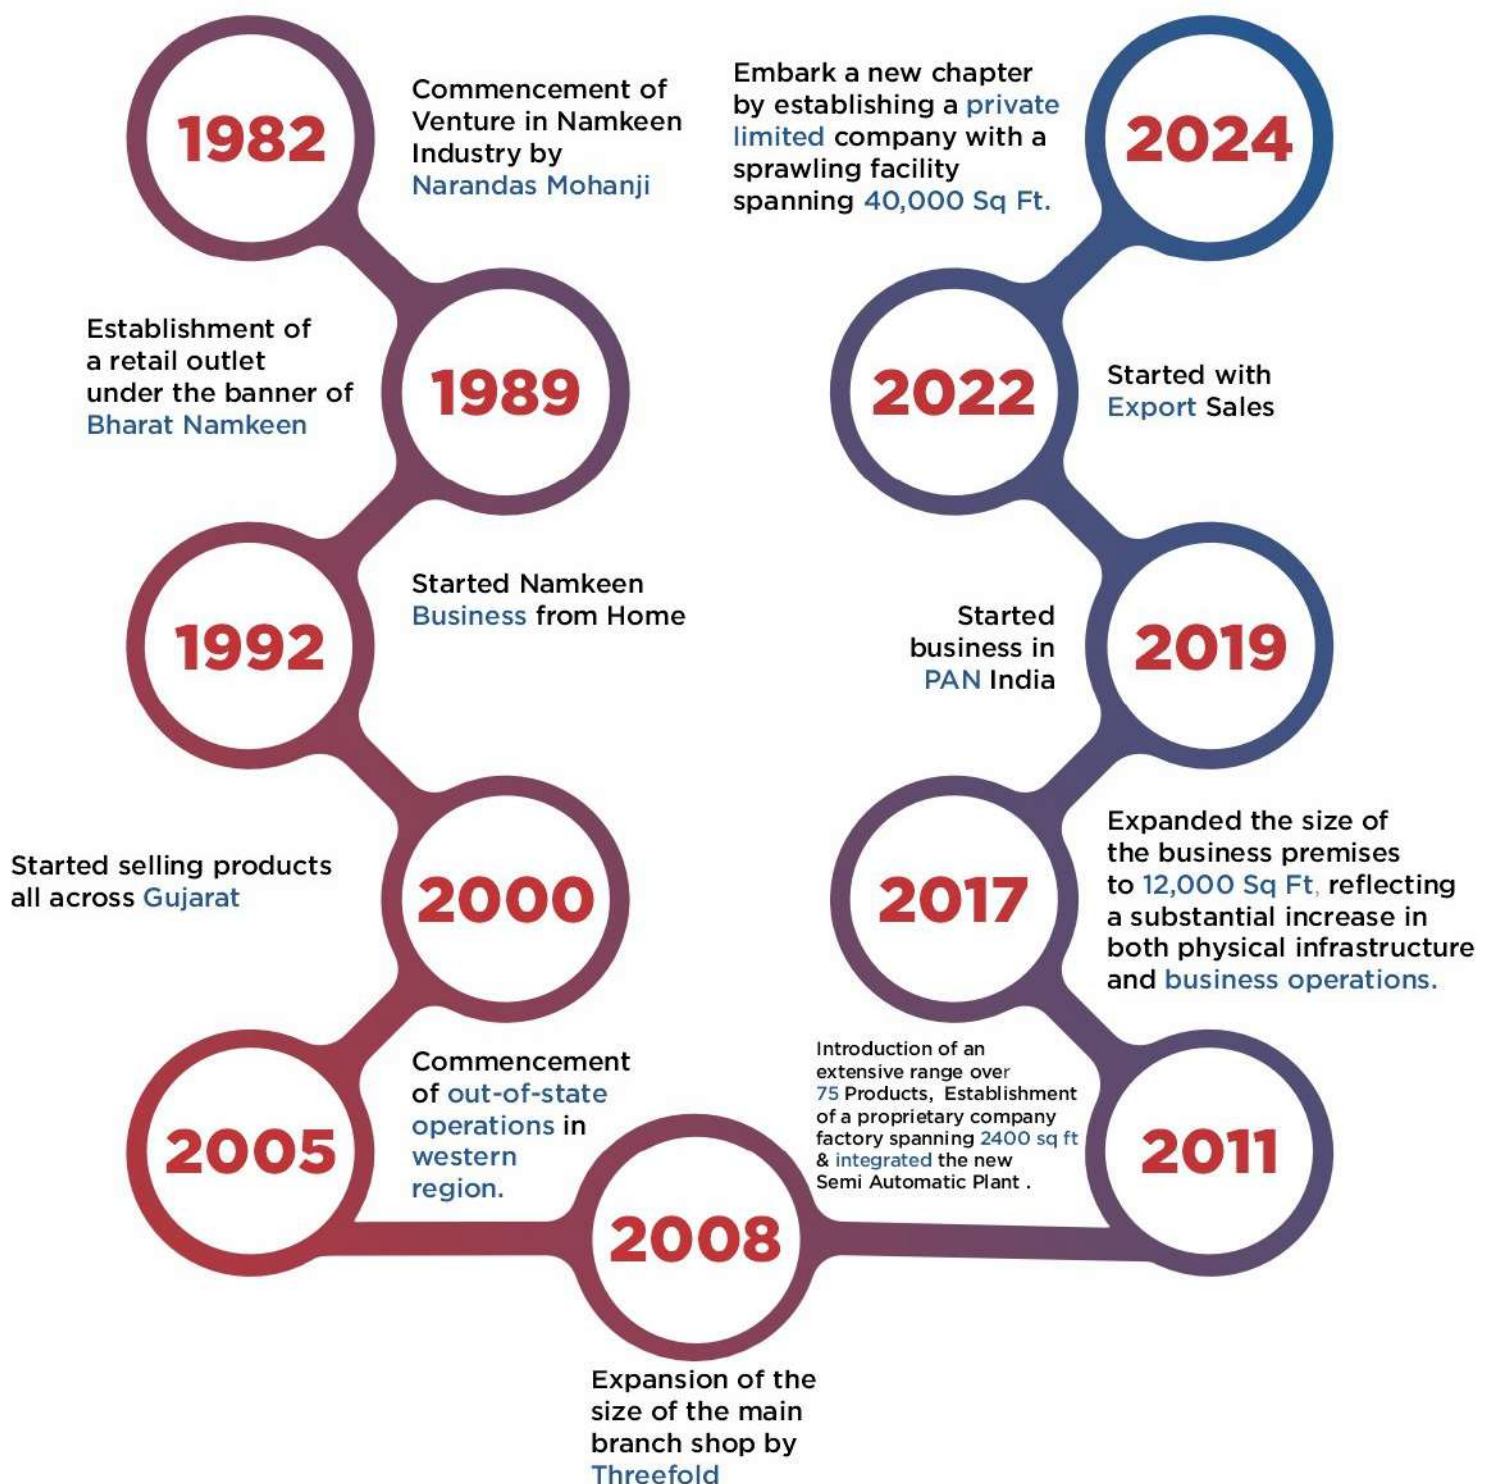 1982
Commencement of
Venture in Namkeen
Industry by
Narandas Mohanji
Establishment of
a retail outlet
under the banner of
Bharat Namkeen
1989
1992
Started Namkeen
Business from Home
Started selling products
all across Gujarat
2000
2005
Commencement
of out-of-state
operations in
western
region.
2008
Expansion of the
size of the main
branch shop by
Threefold
Introduction of an
extensive range over
75 Products, Establishment
of a proprietary company
factory spanning 2400 sq ft
& integrated the new
Semi Automatic Plant .
2011
2017
Expanded the size of
the business premises
to 12,000 Sq Ft, reflecting
a substantial increase in
both physical infrastructure
and business operations.
Started
business in
PAN India
2019
2022
Started with
Export Sales
Embark a new chapter
by establishing a private
limited company with a
sprawling facility
spanning 40,000 Sq Ft.
2024